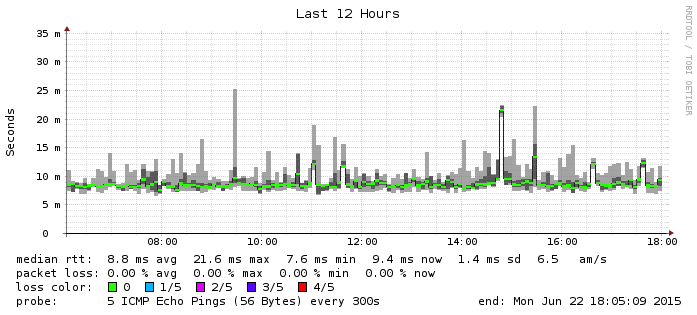 Last 12 Hours
RRDTOOL / TOBI OETIKER
Seconds
35 m
30 m
25 m
20 m
15 m
10 m
5 m
0
08:00 10:00 12:00 14:00 16:00 18:00
median rtt: 8.8 ms avg 21.6 ms max 7.6 ms min 9.4 ms now 1.4 ms sd 6.5 am/s
packet loss: 0.00 % avg 0.00 % max 0.00 % min 0.00 % now
loss color: 0 1/5 2/5 3/5 4/5
probe: 5 ICMP Echo Pings (56 Bytes) every 300s end: Mon Jun 22 18:05:09 2015